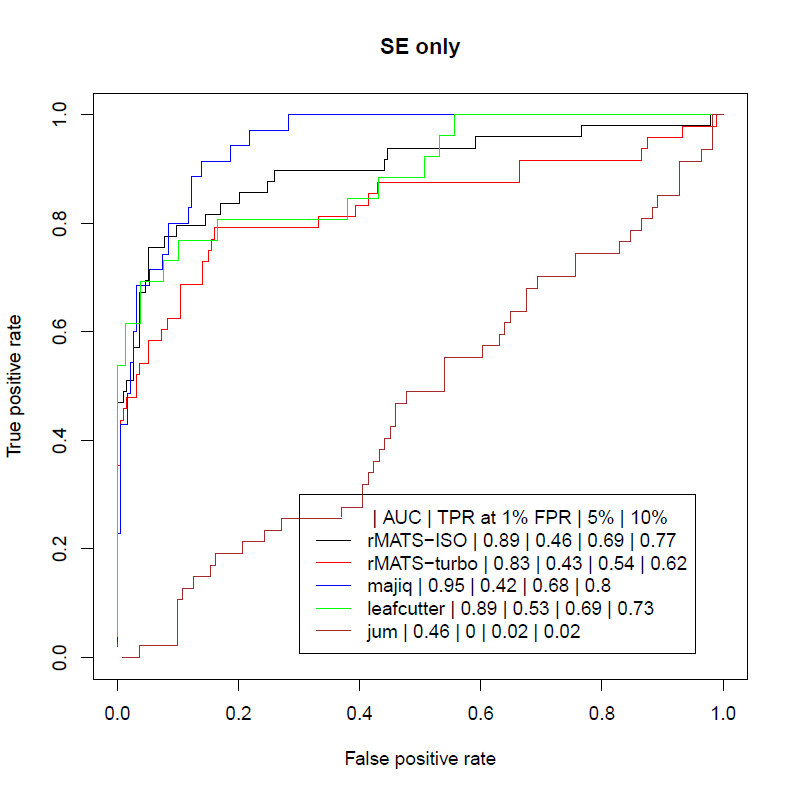 SE only
True positive rate
1.0
0.8
0.6
0.4
0.2
0.0
| AUC | TPR at 1% FPR | 5% | 10%
rMATS−ISO | 0.89 | 0.46 | 0.69 | 0.77
rMATS−turbo | 0.83 | 0.43 | 0.54 | 0.62
majiq | 0.95 | 0.42 | 0.68 | 0.8
leafcutter | 0.89 | 0.53 | 0.69 | 0.73
jum | 0.46 | 0 | 0.02 | 0.02
0.0 0.2 0.4 0.6 0.8 1.0
False positive rate